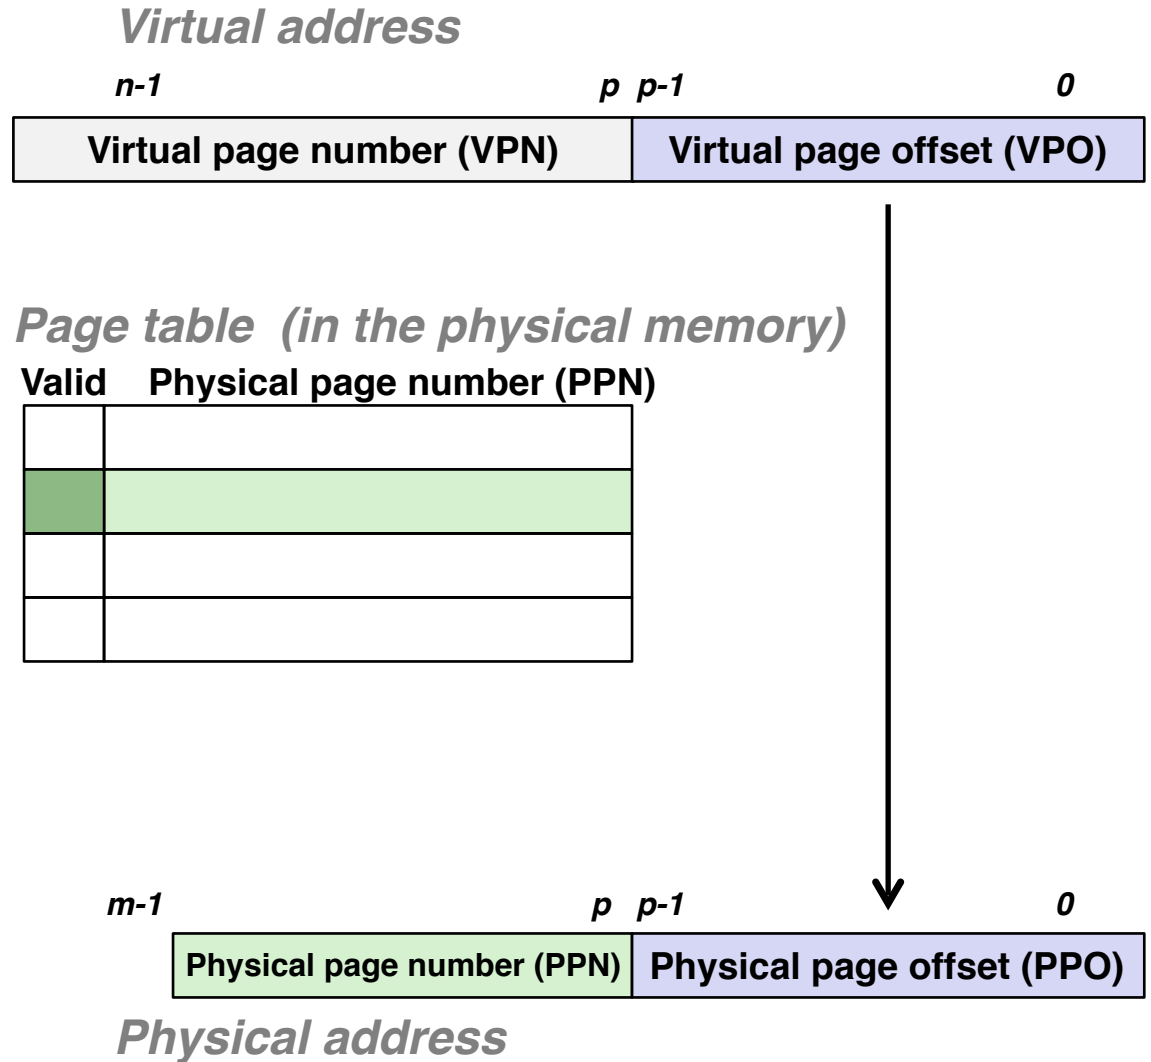 Virtual address
n-1 p p-1 0
Virtual page number (VPN) Virtual page offset (VPO)
Page table (in the physical memory)
Valid Physical page number (PPN)
m-1 p p-1 0
Physical page number (PPN) Physical page offset (PPO)
Physical address